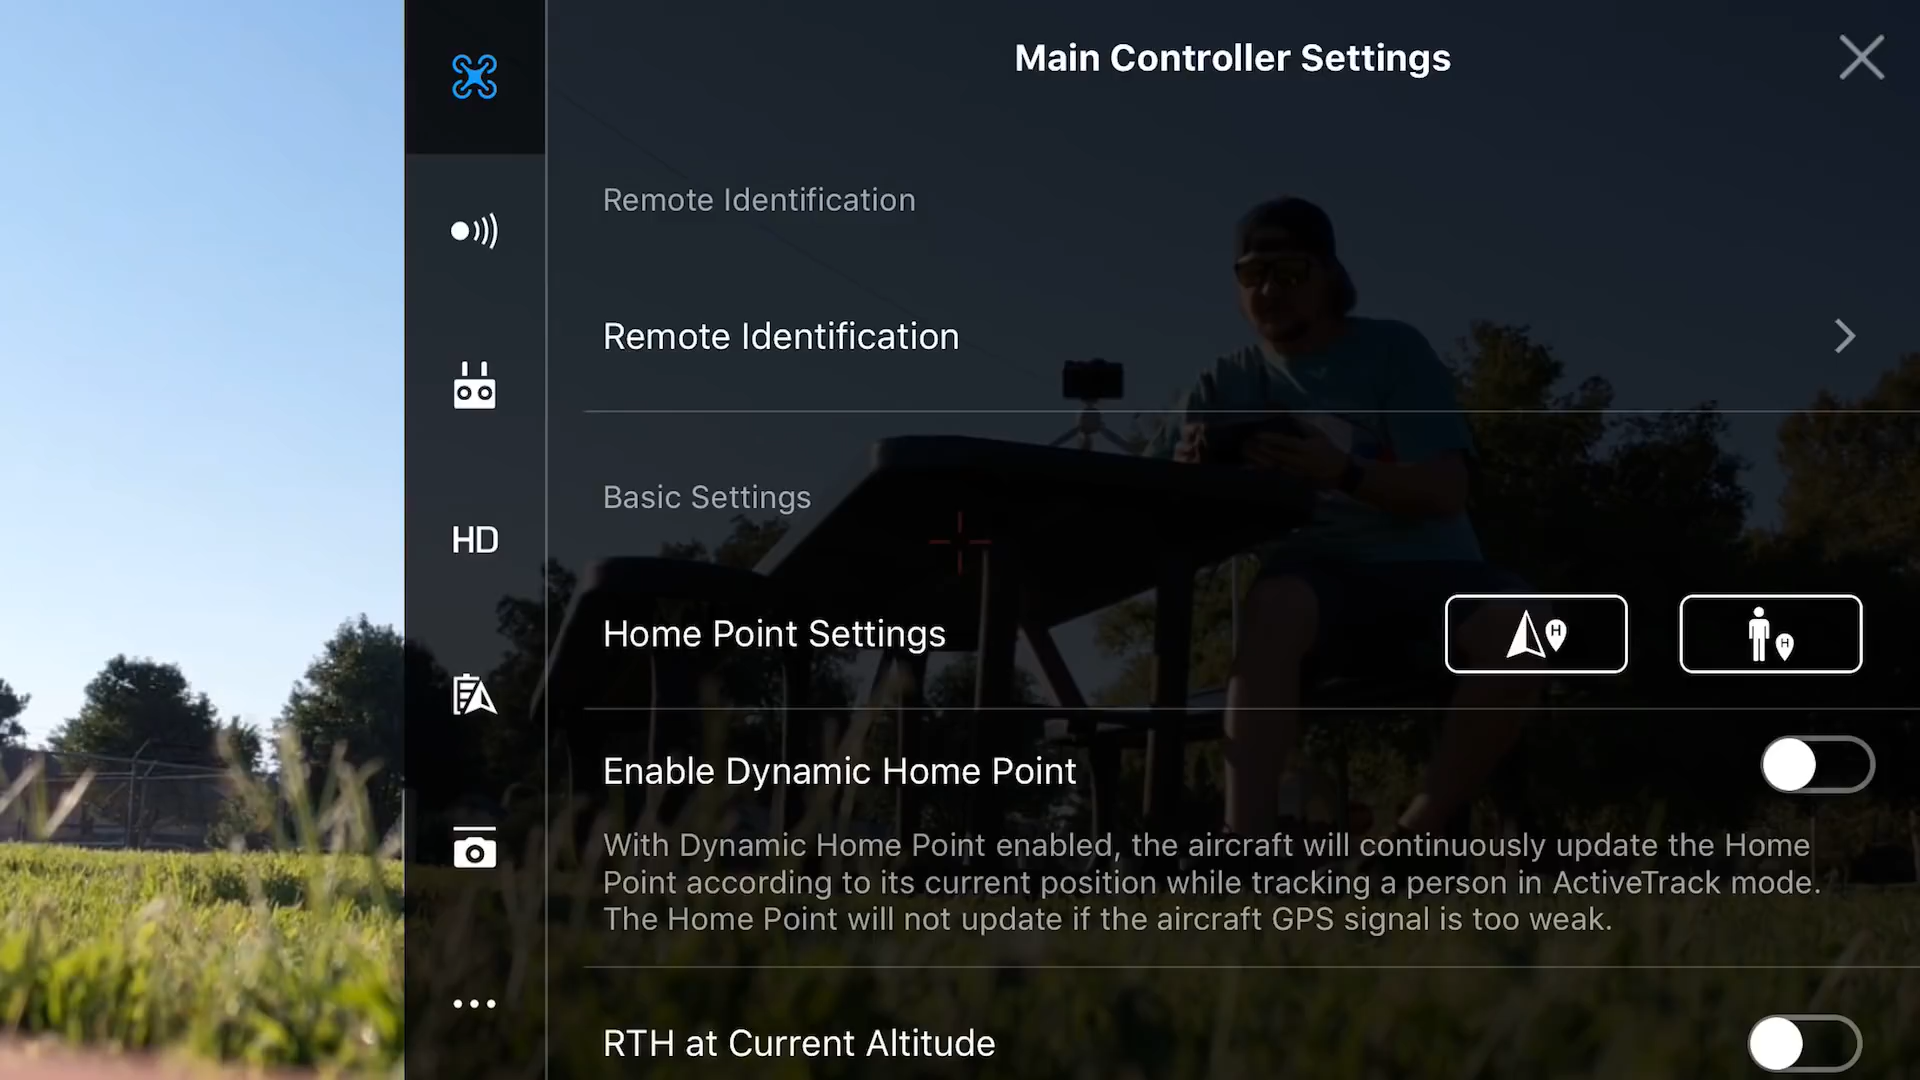 Main Controller Settings
Remote Identification
Remote Identification
HD
Basic Settings
Home Point Settings
H
H
Enable Dynamic Home Point
With Dynamic Home Point enabled, the aircraft will continuously update the Home
Point according to its current position while tracking a person in ActiveTrack mode.
The Home Point will not update if the aircraft GPS signal is too weak.
RTH at Current Altitude